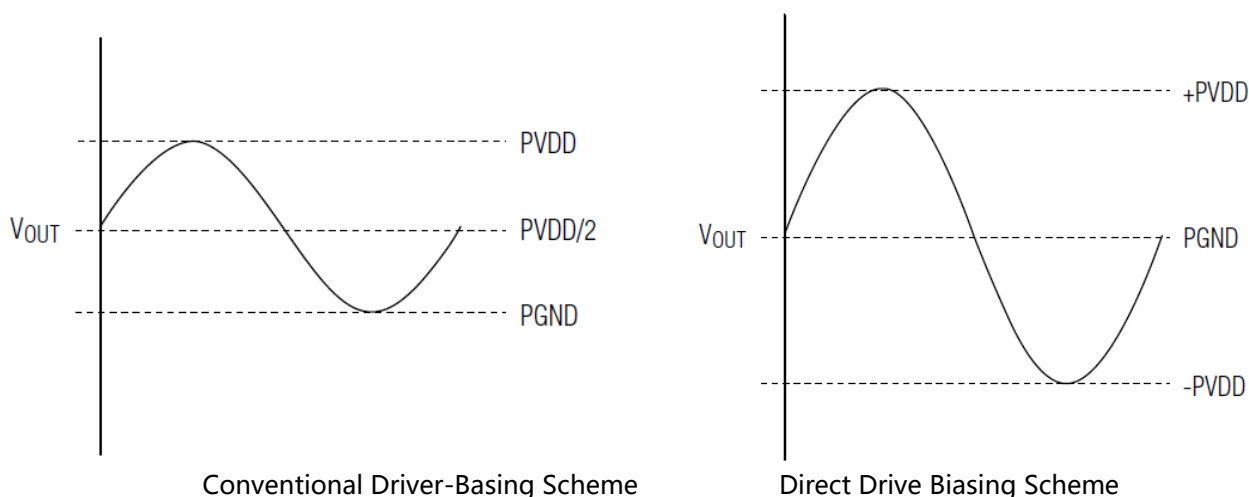 PVDD
VOUT
PVDD/2
PGND
Conventional Driver-Basing Scheme
+PVDD
VOUT
PGND
-PVDD
Direct Drive Biasing Scheme